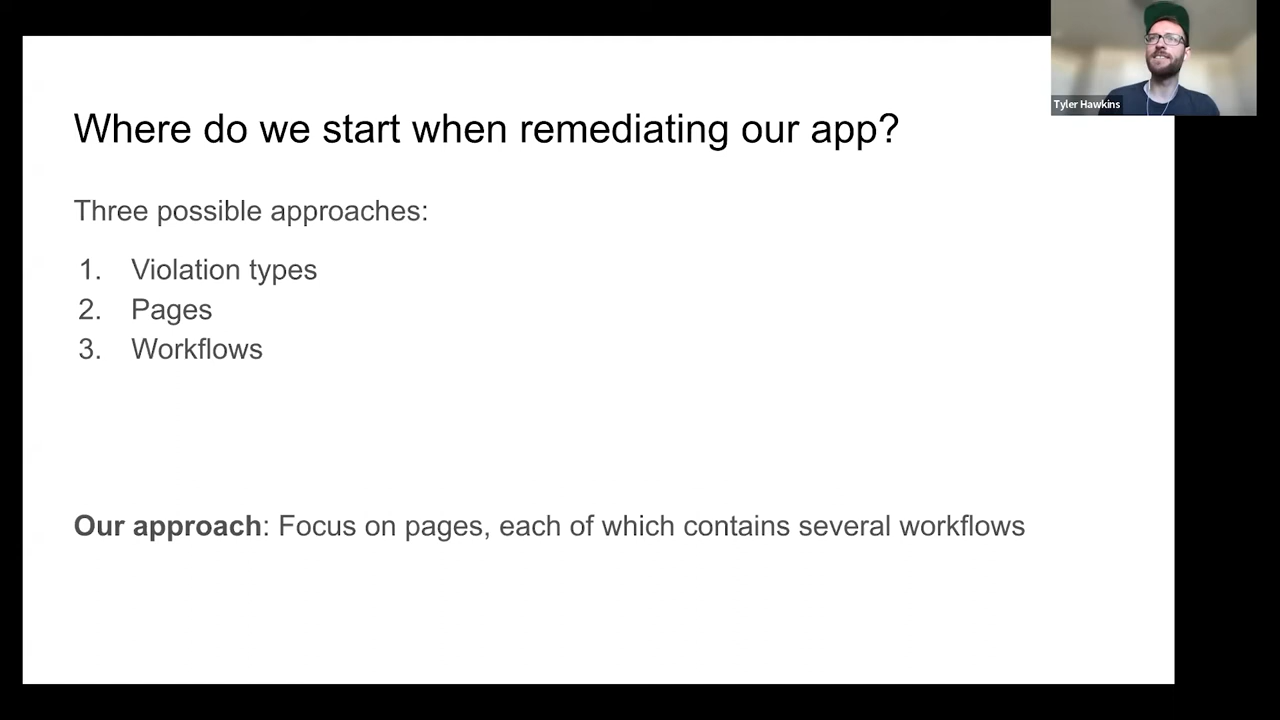 Where do we start when remediating our app?
Three possible approaches:
1. Violation types
2. Pages
3. Workflows
Our approach: Focus on pages, each of which contains several workflows
Tyler Hawkins